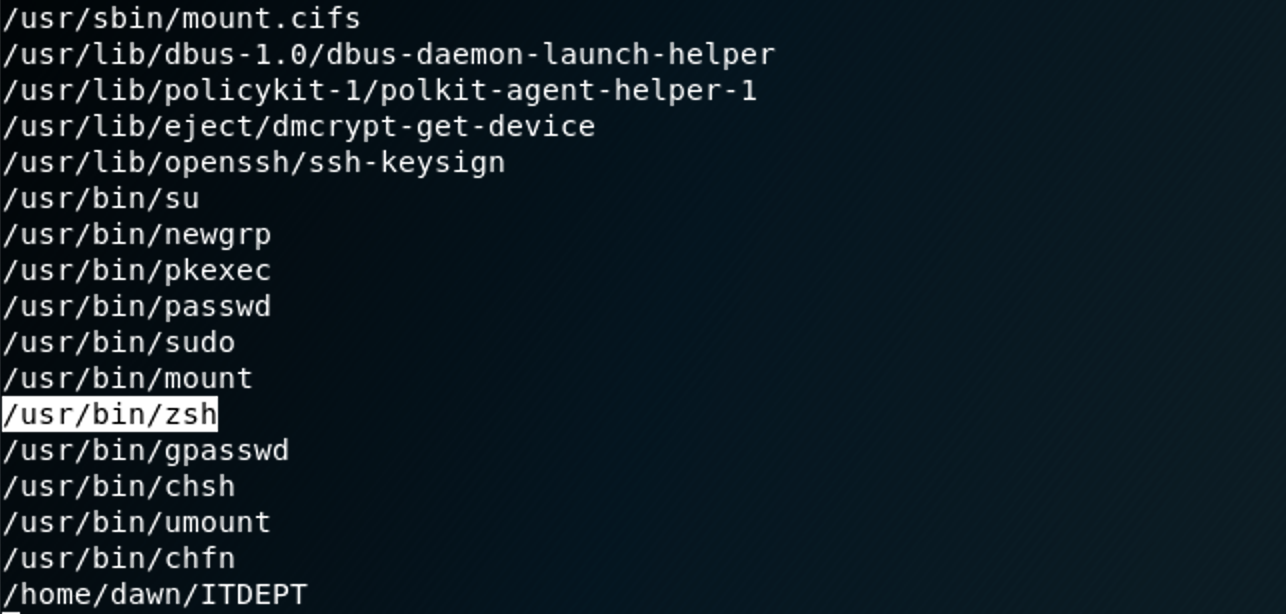 /usr/sbin/mount.cifs
/usr/lib/dbus-1.0/dbus-daemon-launch-helper
/usr/lib/policykit-1/polkit-agent-helper-1
/usr/lib/eject/dmcrypt-get-device
/usr/lib/openssh/ssh-keysign
/usr/bin/su
/usr/bin/newgrp
/usr/bin/pkexec
/usr/bin/passwd
/usr/bin/sudo
/usr/bin/mount
/usr/bin/zsh
/usr/bin/gpasswd
/usr/bin/chsh
/usr/bin/umount
/usr/bin/chfn
/home/dawn/ITDEPT